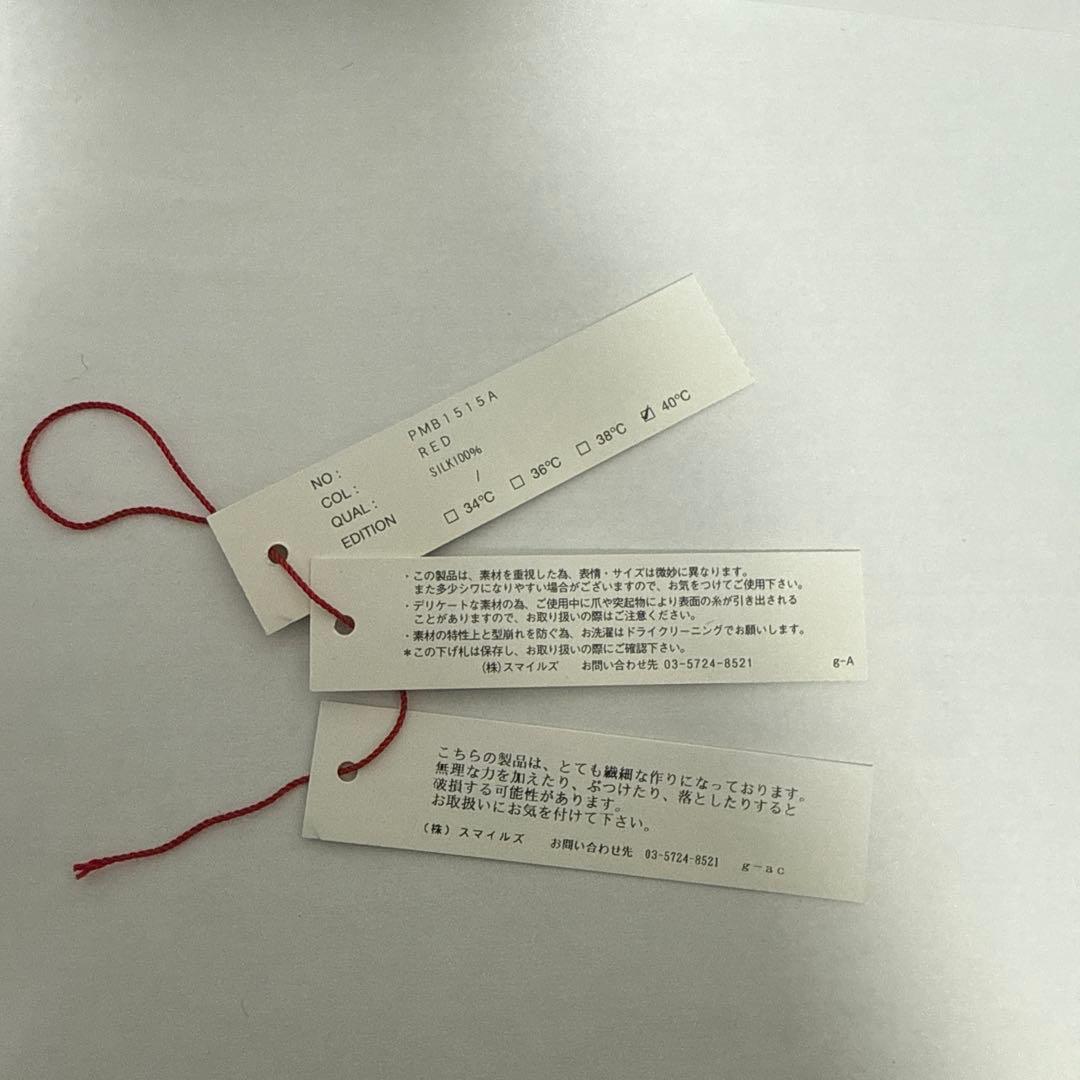 NO : PMB1515A
COL : RED
QUAL : SILK100%
EDITION /
☐ 34°C ☐ 36°C ☐ 38°C ☑ 40°C
・この製品は、素材を重視した為、表情・サイズは微妙に異なります。
また多少シワになりやすい場合がございますので、お気をつけてご使用下さい。
・デリケートな素材の為、ご使用中に爪や突起物により表面の糸が引き出される
ことがありますので、お取り扱いの際はご注意ください。
・素材の特性上と型崩れを防ぐ為、お洗濯はドライクリーニングでお願いします。
＊この下げ札は保存し、お取り扱いの際にご確認下さい。
(株)スマイルズ お問い合わせ先 03-5724-8521 g-A
こちらの製品は、とても繊細な作りになっております。
無理な力を加えたり、ぶつけたり、落としたりすると
破損する可能性があります。
お取扱いにお気を付けて下さい。
(株) スマイルズ お問い合わせ先 03-5724-8521 g-ac